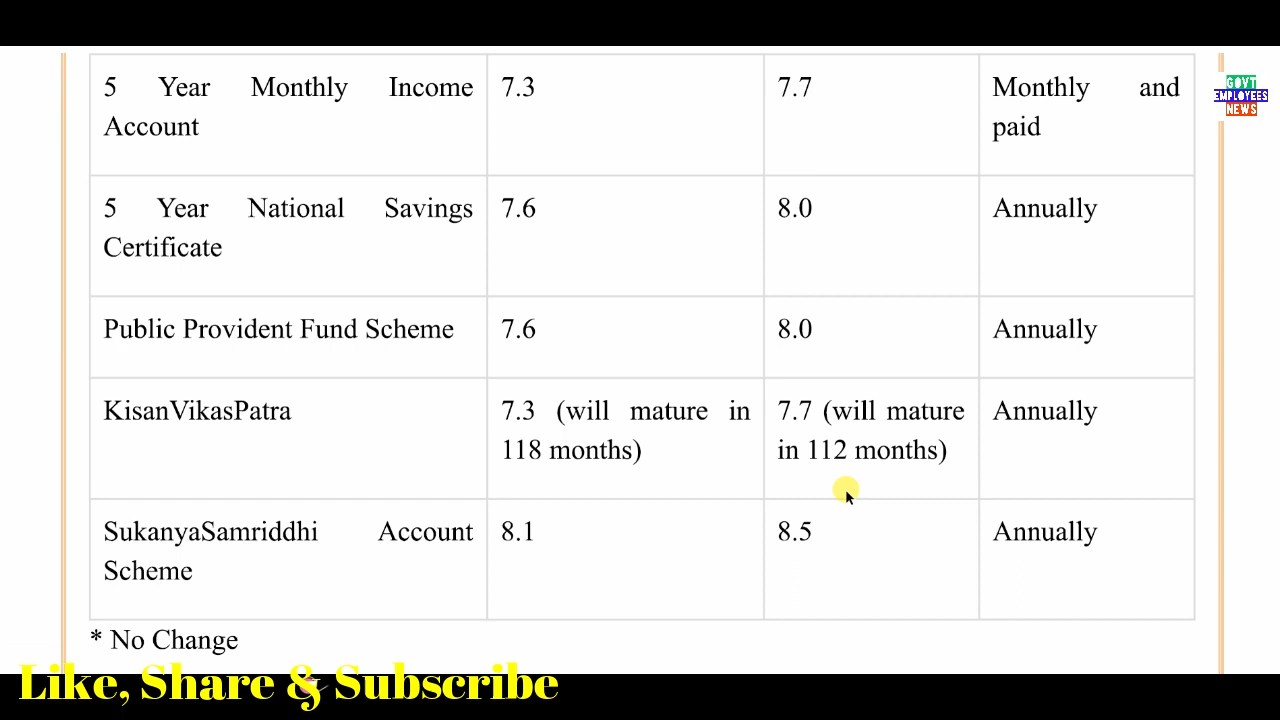 5 Year Monthly Income 7.3 7.7 Monthly and
Account paid
5 Year National Savings 7.6 8.0 Annually
Certificate
Public Provident Fund Scheme 7.6 8.0 Annually
KisanVikasPatra 7.3 (will mature in 7.7 (will mature Annually
118 months) in 112 months)
SukanyaSamriddhi Account 8.1 8.5 Annually
Scheme
* No Change
GOVT
EMPLOYEES
NEWS
Like, Share & Subscribe